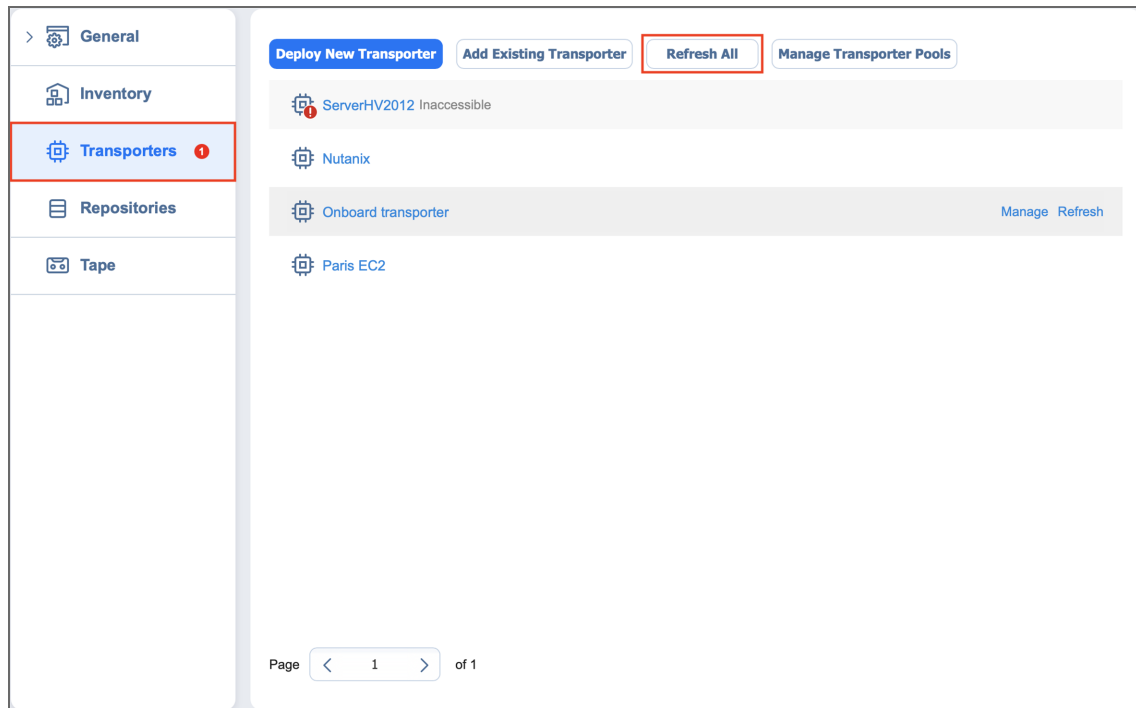 General
Inventory
Transporters 1
Repositories
Tape
Deploy New Transporter Add Existing Transporter Refresh All Manage Transporter Pools
ServerHV2012 Inaccessible
Nutanix
Onboard transporter Manage Refresh
Paris EC2
Page 1 of 1